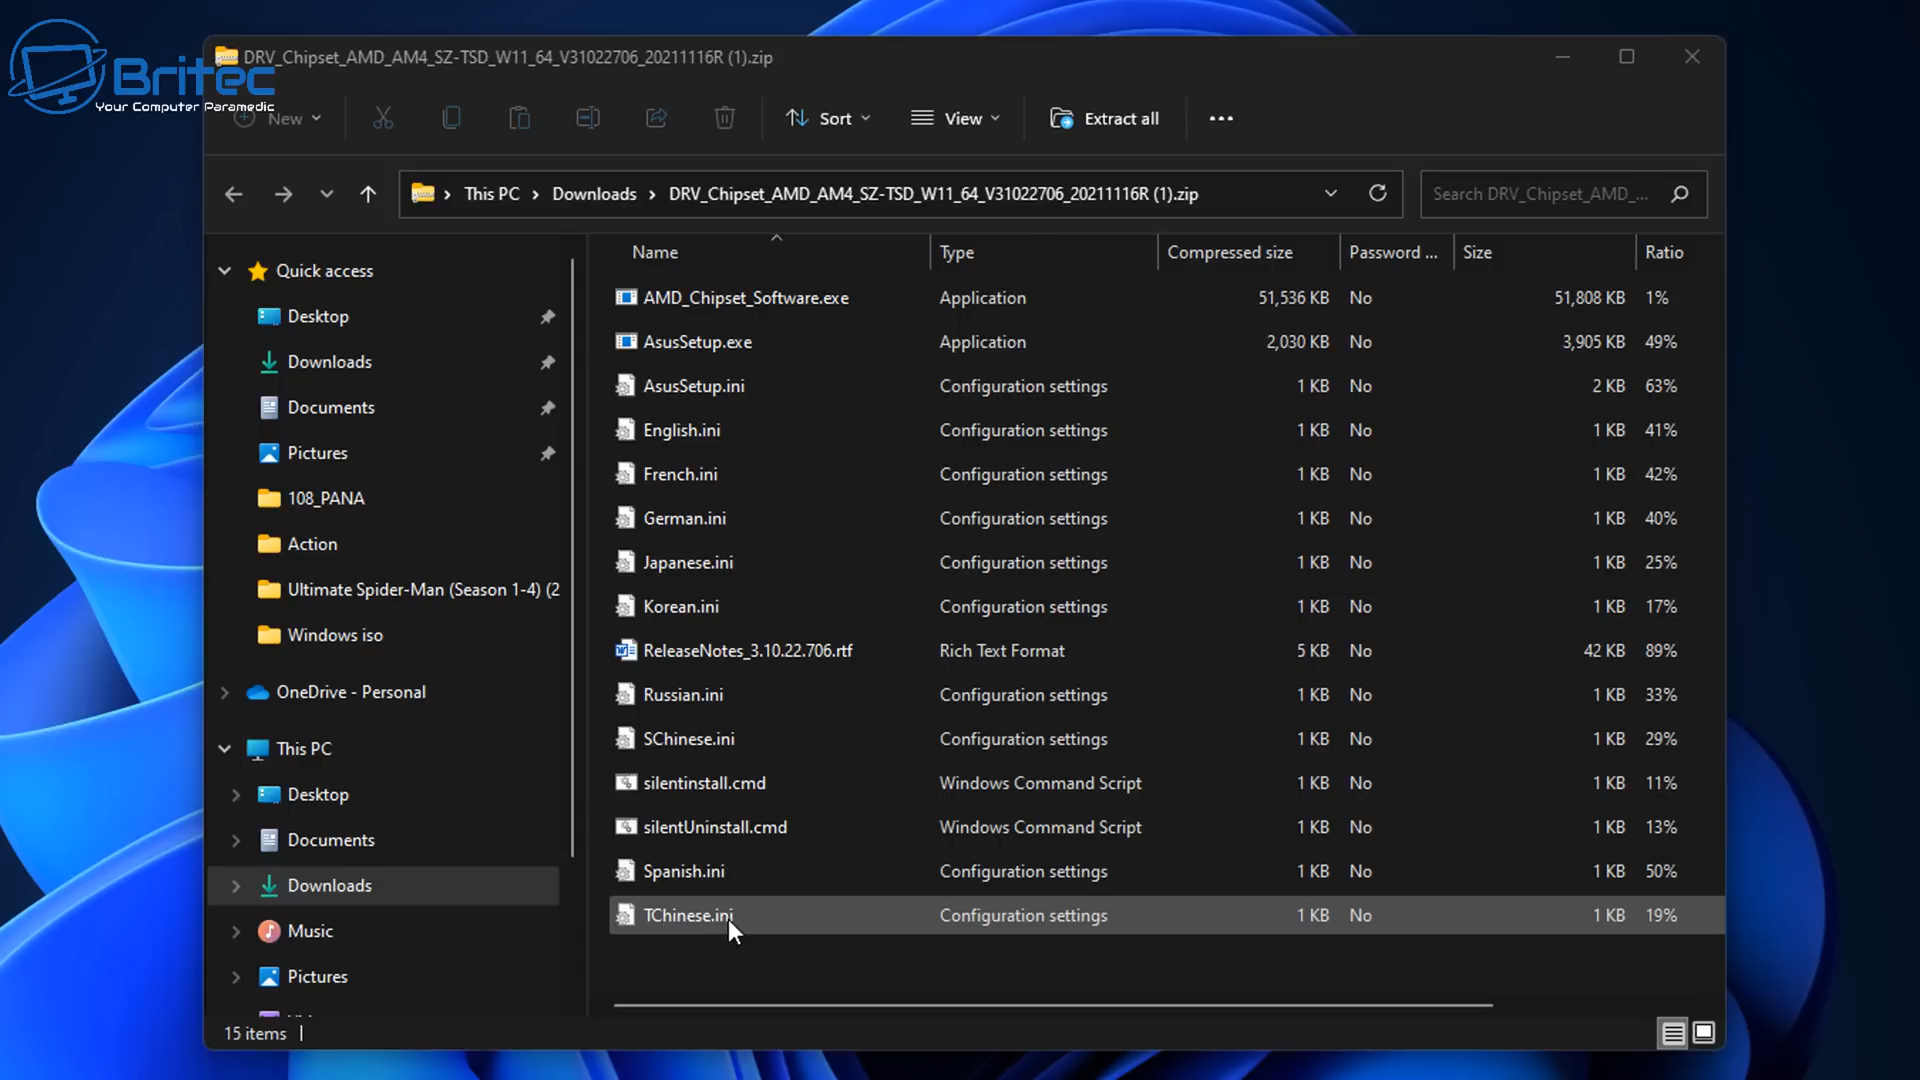 DRV_Chipset_AMD_AM4_SZ-TSD_W11_64_V31022706_20211116R (1).zip
Britec
Your Computer Paramedic
New
Sort
View
Extract all
This PC
Downloads
DRV_Chipset_AMD_AM4_SZ-TSD_W11_64_V31022706_20211116R (1).zip
Search DRV_Chipset_AMD_...
Name Type Compressed size Password ... Size Ratio
Quick access
Desktop
Downloads
Documents
Pictures
108_PANA
Action
Ultimate Spider-Man (Season 1-4) (2
Windows iso
OneDrive - Personal
This PC
Desktop
Documents
Downloads
Music
Pictures
AMD_Chipset_Software.exe Application 51,536 KB No 51,808 KB 1%
AsusSetup.exe Application 2,030 KB No 3,905 KB 49%
AsusSetup.ini Configuration settings 1 KB No 2 KB 63%
English.ini Configuration settings 1 KB No 1 KB 41%
French.ini Configuration settings 1 KB No 1 KB 42%
German.ini Configuration settings 1 KB No 1 KB 40%
Japanese.ini Configuration settings 1 KB No 1 KB 25%
Korean.ini Configuration settings 1 KB No 1 KB 17%
ReleaseNotes_3.10.22.706.rtf Rich Text Format 5 KB No 42 KB 89%
Russian.ini Configuration settings 1 KB No 1 KB 33%
SChinese.ini Configuration settings 1 KB No 1 KB 29%
silentinstall.cmd Windows Command Script 1 KB No 1 KB 11%
silentUninstall.cmd Windows Command Script 1 KB No 1 KB 13%
Spanish.ini Configuration settings 1 KB No 1 KB 50%
TChinese.ini Configuration settings 1 KB No 1 KB 19%
15 items